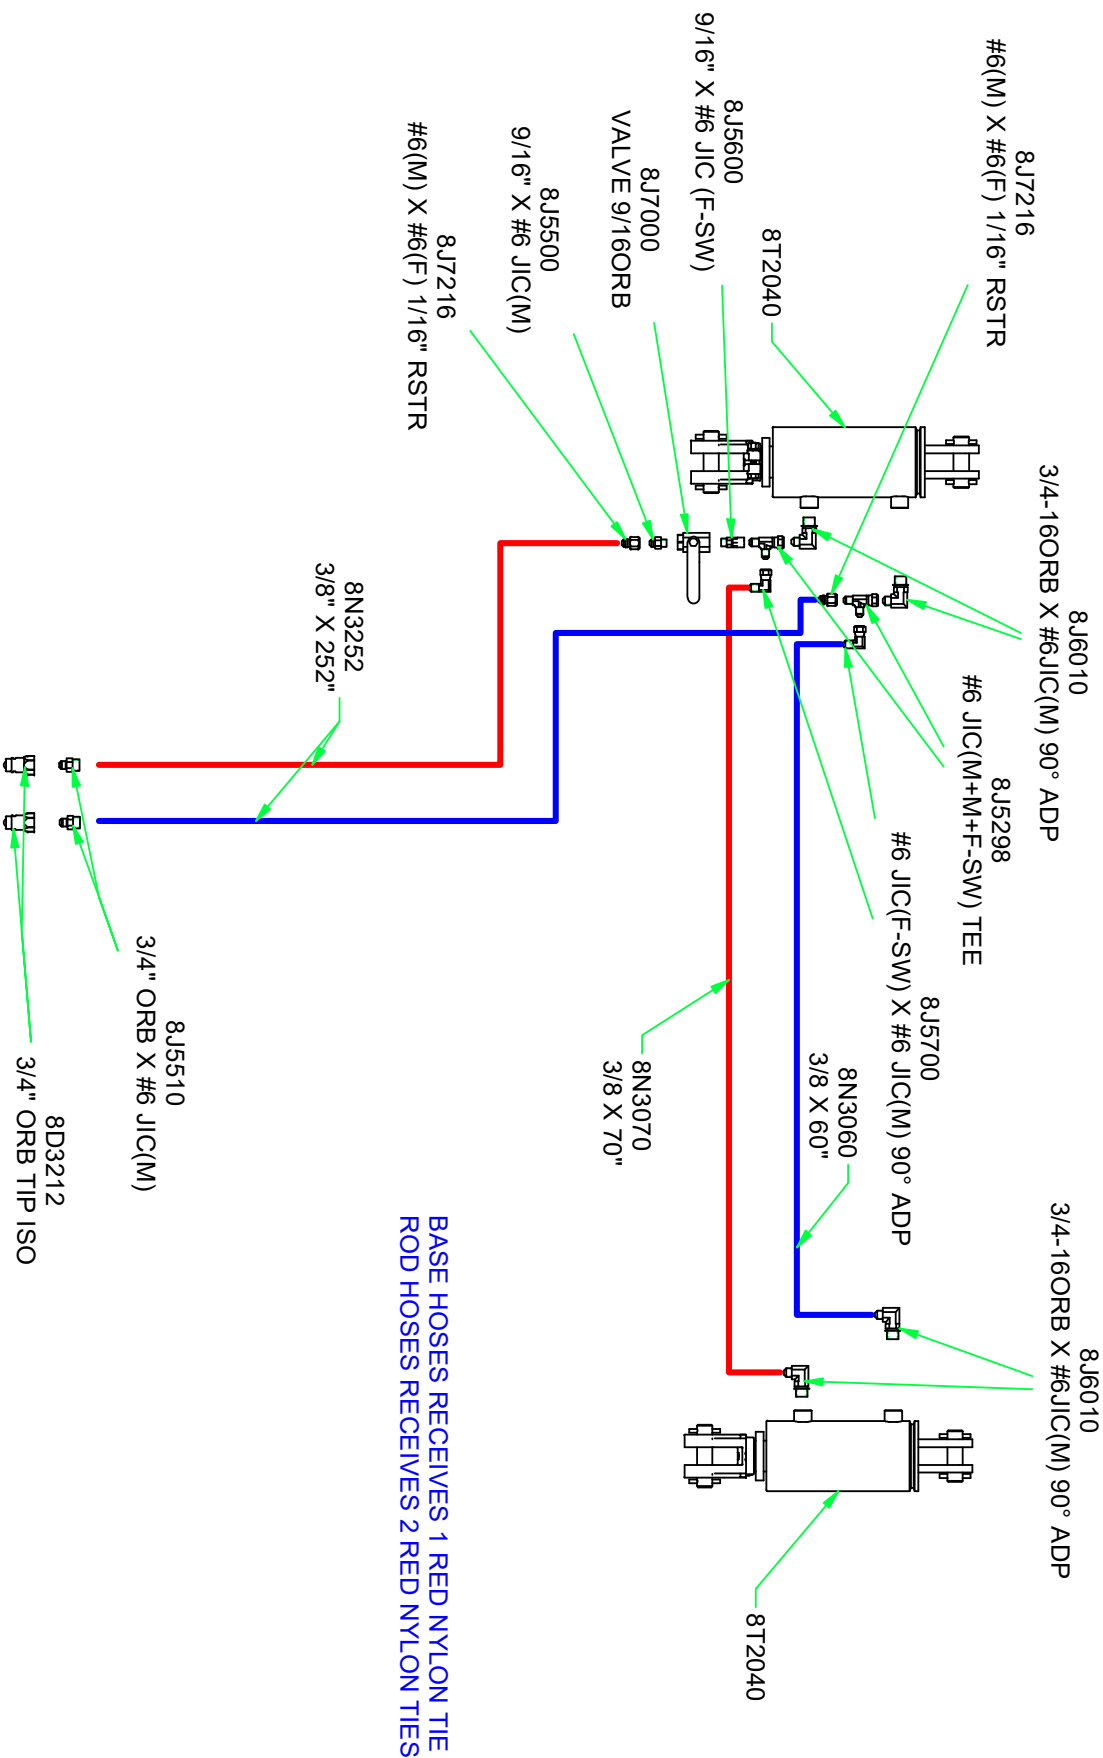 8J7216
#6(M) X #6(F) 1/16" RSTR
8J5600
9/16" X #6 JIC (F-SW)
8J7000
VALVE 9/16ORB
8J5500
9/16" X #6 JIC(M)
8J7216
#6(M) X #6(F) 1/16" RSTR
8T2040
8J6010
3/4-16ORB X #6JIC(M) 90° ADP
8J5298
#6 JIC(M+M+F-SW) TEE
8J5700
#6 JIC(F-SW) X #6 JIC(M) 90° ADP
8N3252
3/8" X 252"
8N3060
3/8 X 60"
8N3070
3/8 X 70"
8J5510
3/4" ORB X #6 JIC(M)
8D3212
3/4" ORB TIP ISO
8J6010
3/4-16ORB X #6JIC(M) 90° ADP
8T2040
BASE HOSES RECEIVES 1 RED NYLON TIE
ROD HOSES RECEIVES 2 RED NYLON TIES